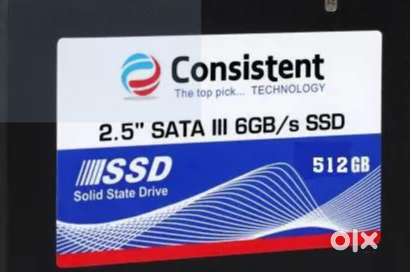 Consistent
The top pick... TECHNOLOGY
2.5" SATA III 6GB/s SSD
SSD
512GB
Solid State Drive
olx